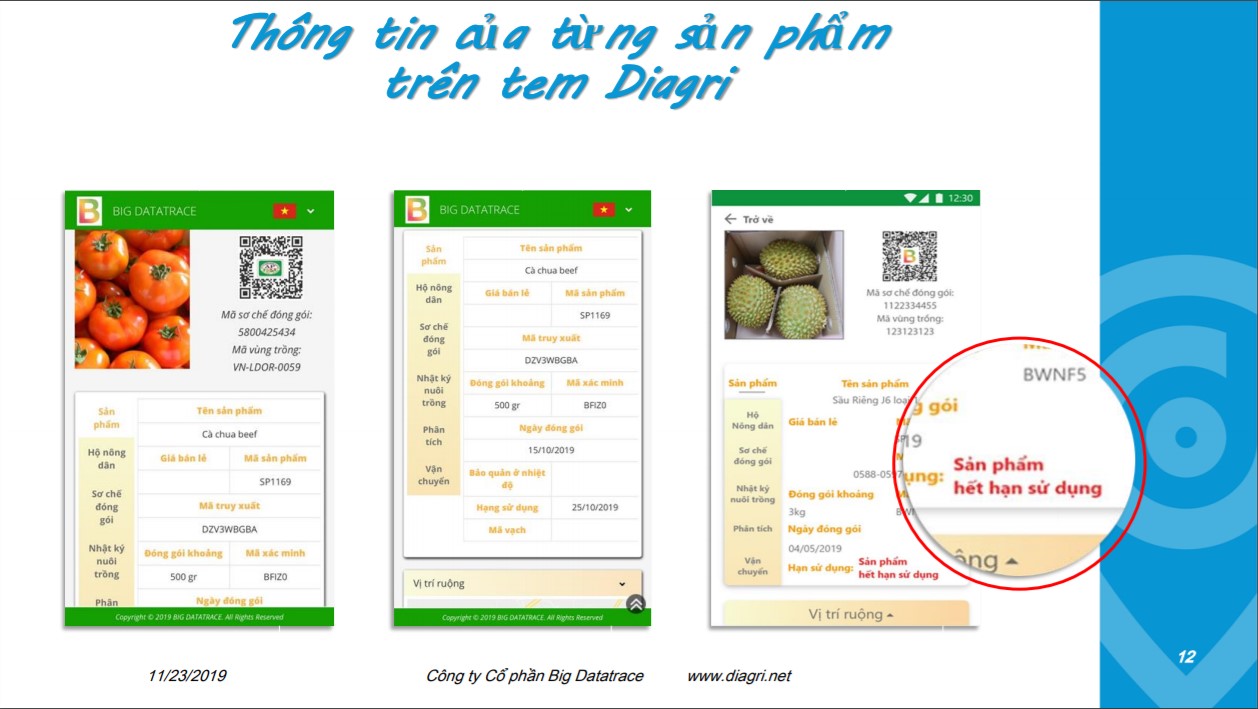 Thông tin của từng sản phẩm
trên tem Diagri
BIG DATATRACE
Mã sơ chế đóng gói:
5800425434
Mã vùng trồng:
VN-LDOR-0059
Sản phẩm
Hộ nông dân
Sơ chế đóng gói
Nhật ký nuôi trồng
Phân
Tên sản phẩm
Cà chua beef
Giá bán lẻ Mã sản phẩm
SP1169
Mã truy xuất
DZV3WBGBA
Đóng gói khoảng Mã xác minh
500 gr BFIZ0
Ngày đóng gói
Copyright © 2019 BIG DATATRACE. All Rights Reserved
BIG DATATRACE
Sản phẩm
Hộ nông dân
Sơ chế đóng gói
Nhật ký nuôi trồng
Phân tích
Vận chuyển
Tên sản phẩm
Cà chua beef
Giá bán lẻ Mã sản phẩm
SP1169
Mã truy xuất
DZV3WBGBA
Đóng gói khoảng Mã xác minh
500 gr BFIZ0
Ngày đóng gói
15/10/2019
Bảo quản ở nhiệt độ
Hạng sử dụng 25/10/2019
Mã vạch
Vị trí ruộng
Copyright © 2019 BIG DATATRACE. All Rights Reserved
12:30
Trở về
Mã sơ chế đóng gói:
1122334455
Mã vùng trồng:
123123123
Sản phẩm
Hộ Nông dân
Sơ chế đóng gói
Nhật ký nuôi trồng
Phân tích
Vận chuyển
Tên sản phẩm
Sầu Riêng J6
Giá bán lẻ
Đóng gói khoảng
3kg
Ngày đóng gói
04/05/2019
Hạn sử dụng: Sản phẩm
hết hạn sử dụng
Vị trí ruộng
BWNF5
gói
19
ụng:
Sản phẩm
hết hạn sử dụng
ộng
11/23/2019
Công ty Cổ phần Big Datatrace
www.diagri.net
12